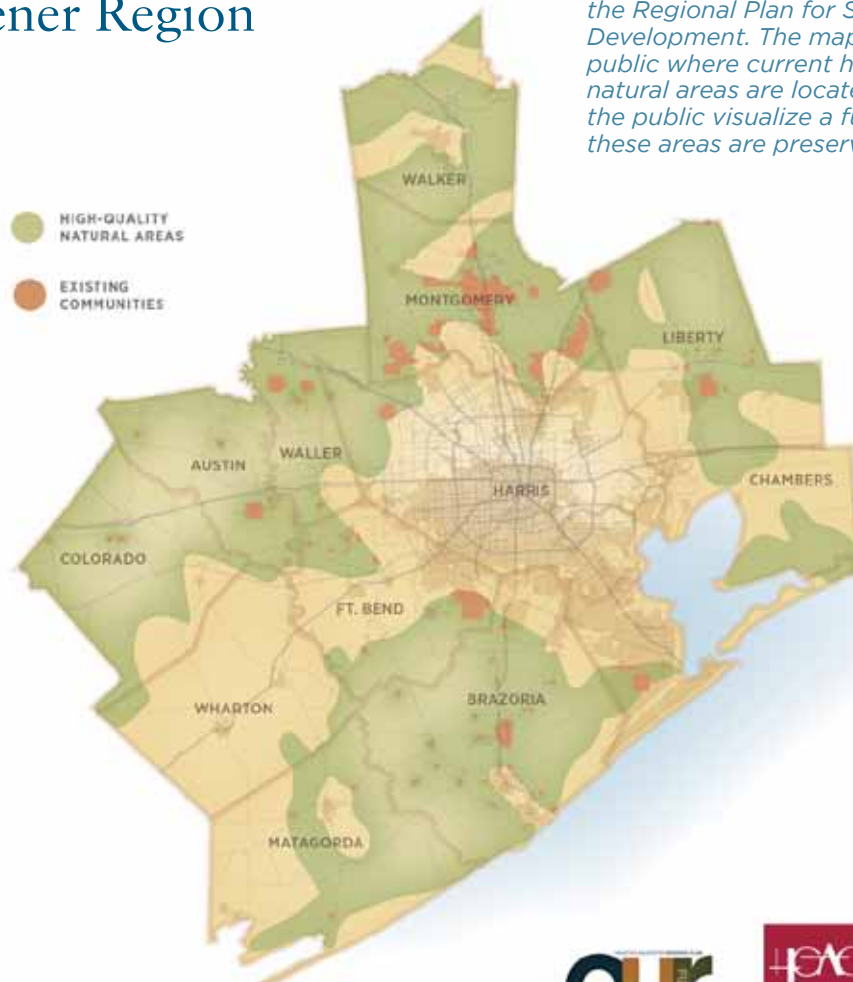 ener Region
the Regional Plan for S
Development. The map
public where current h
natural areas are locate
the public visualize a fu
these areas are preserv
HIGH-QUALITY
NATURAL AREAS
EXISTING
COMMUNITIES
WALKER
MONTGOMERY
LIBERTY
WALLER
AUSTIN
HARRIS
CHAMBERS
COLORADO
FT. BEND
WHARTON
BRAZORIA
MATAGORDA
our